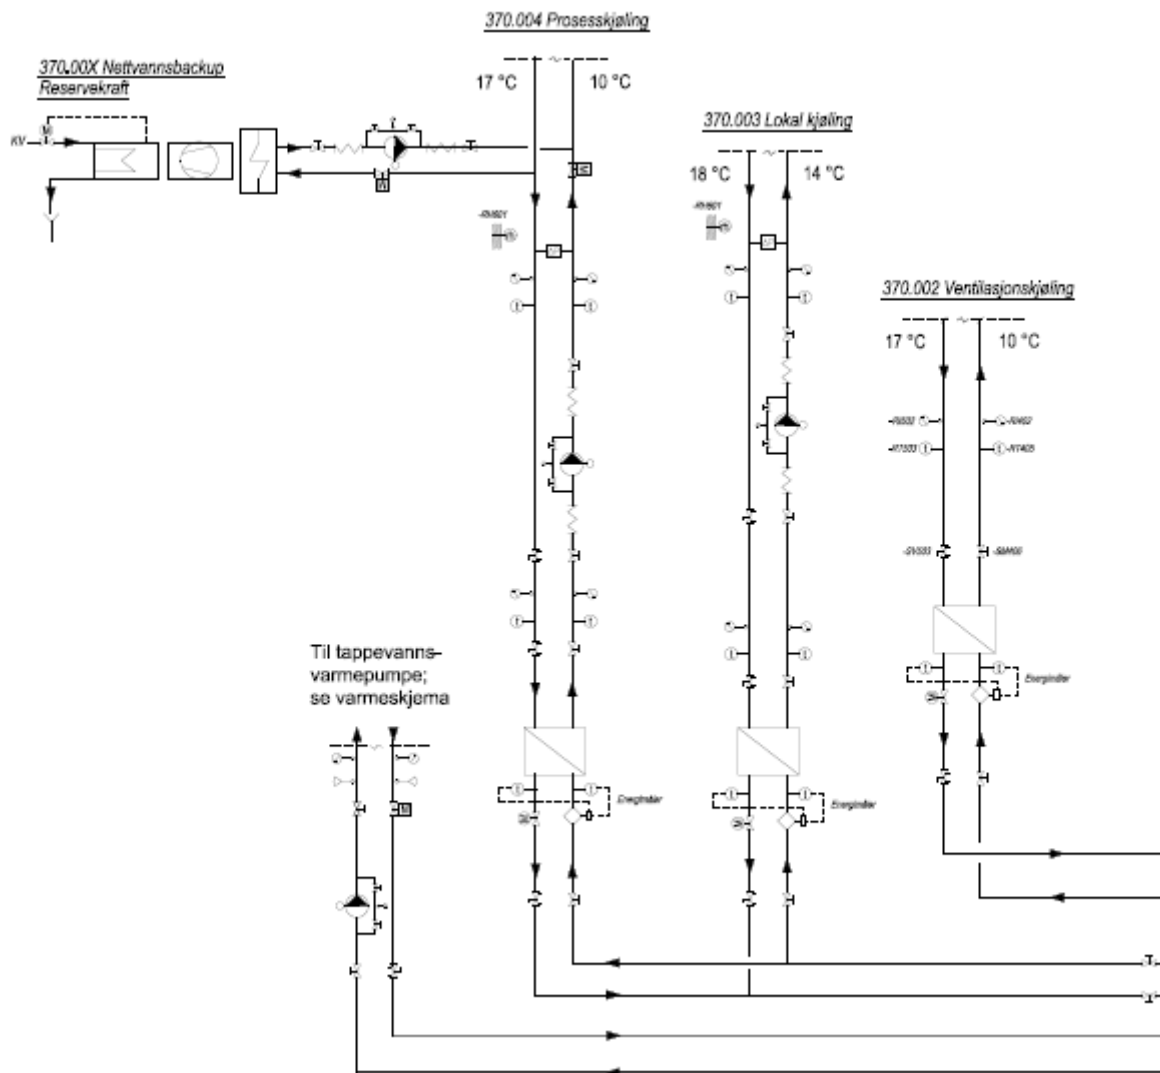 370.004 Prosesskjøling
370.00X Nettvannsbackup
Reservekraft
17 °C
10 °C
KV
M
370.003 Lokal kjøling
18 °C
14 °C
370.002 Ventilasjonskjøling
17 °C
10 °C
Til tappevanns-
varmepumpe;
se varmeskjema
Energimåler
Energimåler
Energimåler